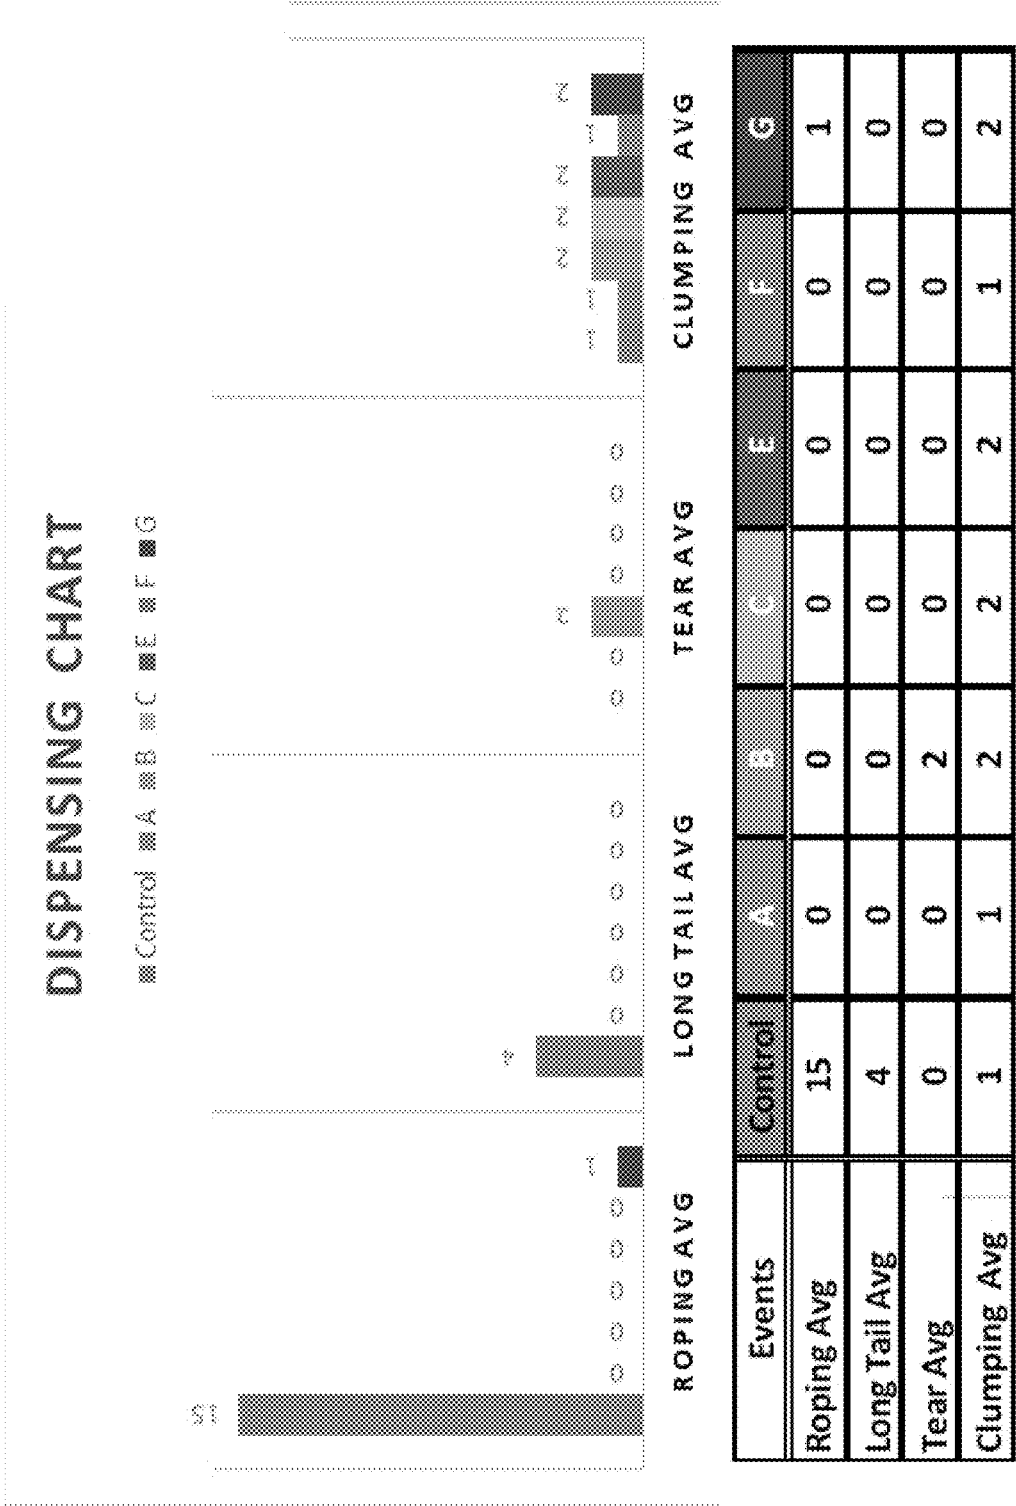 DISPENSING CHART
Control A B C E F G
15 0 0 0 0 0 1
4 0 0 0 0 0 0
0 0 2 0 0 0 0
1 1 2 2 2 1 2
ROPING AVG LONG TAIL AVG TEAR AVG CLUMPING AVG
Events Control A B C E F G
Roping Avg 15 0 0 0 0 0 1
Long Tail Avg 4 0 0 0 0 0 0
Tear Avg 0 0 2 0 0 0 0
Clumping Avg 1 1 2 2 2 1 2